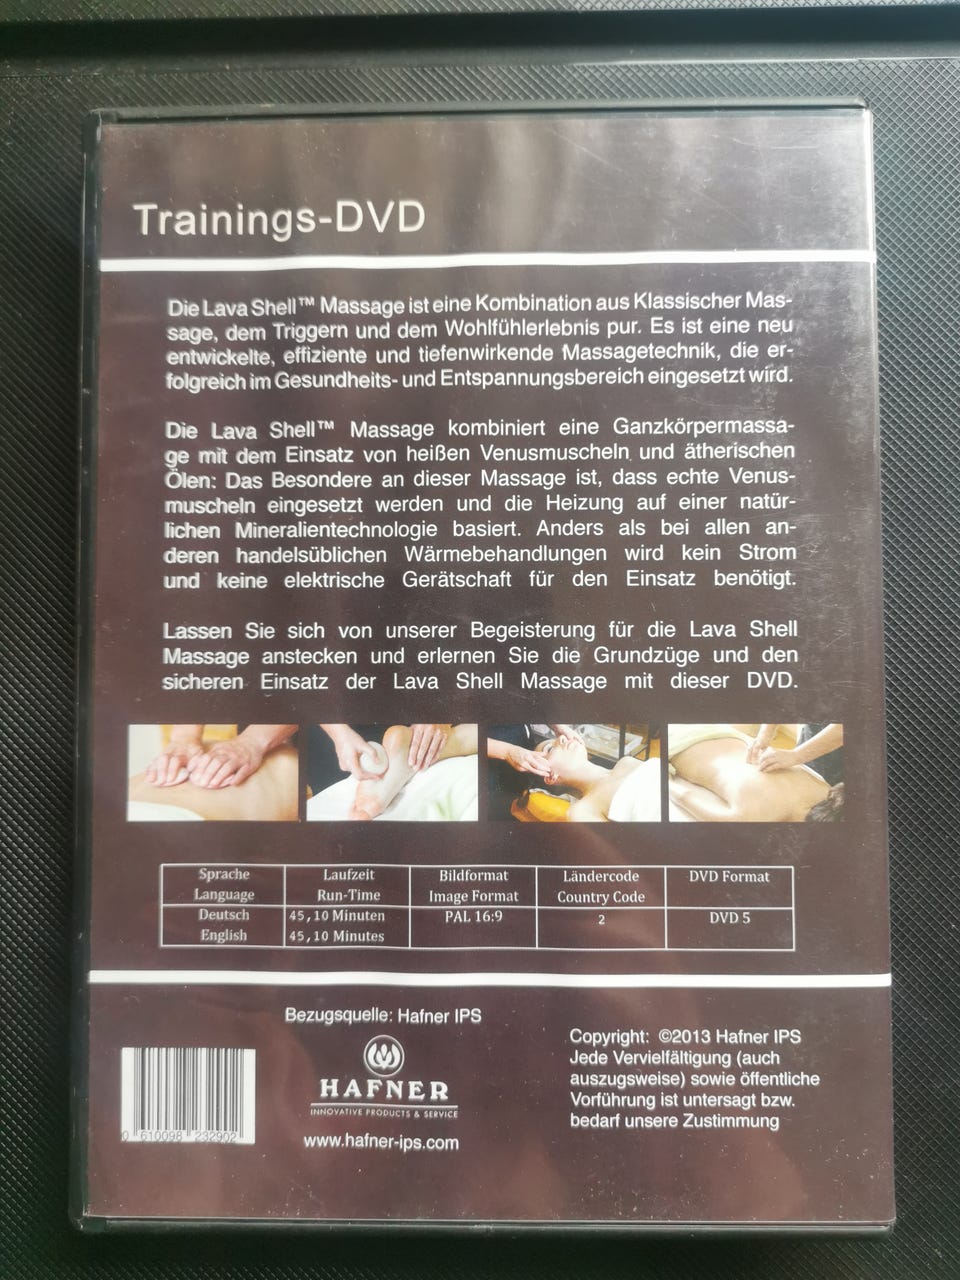 Trainings-DVD
Die Lava Shell™ Massage ist eine Kombination aus Klassischer Mas-
sage, dem Triggern und dem Wohlfühlerlebnis pur. Es ist eine neu
entwickelte, effiziente und tiefenwirkende Massagetechnik, die er-
folgreich im Gesundheits- und Entspannungsbereich eingesetzt wird.
Die Lava Shell™ Massage kombiniert eine Ganzkörpermassa-
ge mit dem Einsatz von heißen Venusmuscheln und ätherischen
Ölen: Das Besondere an dieser Massage ist, dass echte Venus-
muscheln eingesetzt werden und die Heizung auf einer natür-
lichen Mineralientechnologie basiert. Anders als bei allen an-
deren handelsüblichen Wärmebehandlungen wird kein Strom
und keine elektrische Gerätschaft für den Einsatz benötigt.
Lassen Sie sich von unserer Begeisterung für die Lava Shell
Massage anstecken und erlernen Sie die Grundzüge und den
sicheren Einsatz der Lava Shell Massage mit dieser DVD.
Sprache Laufzeit Bildformat Ländercode DVD Format
Language Run-Time Image Format Country Code
Deutsch 45,10 Minuten PAL 16:9 2 DVD 5
English 45,10 Minutes
Bezugsquelle: Hafner IPS
HAFNER
INNOVATIVE PRODUCTS & SERVICE
www.hafner-ips.com
0 610098 232902
Copyright: ©2013 Hafner IPS
Jede Vervielfältigung (auch
auszugsweise) sowie öffentliche
Vorführung ist untersagt bzw.
bedarf unsere Zustimmung